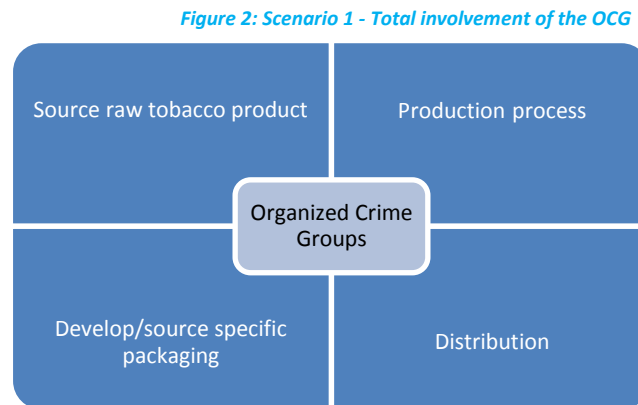 Figure 2: Scenario 1 - Total involvement of the OCG
Source raw tobacco product
Production process
Organized Crime
Groups
Develop/source specific
packaging
Distribution